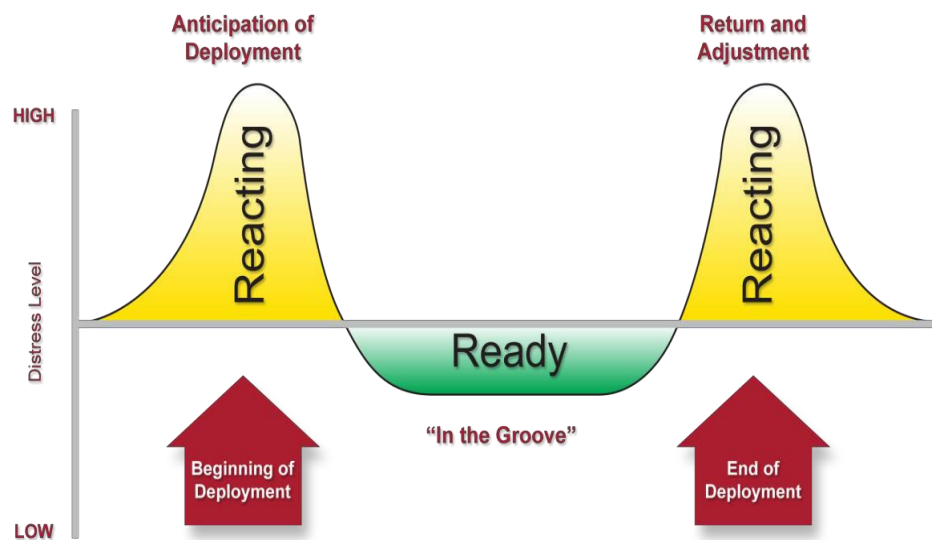 Anticipation of
Deployment
Return and
Adjustment
HIGH
Reacting
Reacting
Distress Level
Ready
“In the Groove”
Beginning of
Deployment
End of
Deployment
LOW